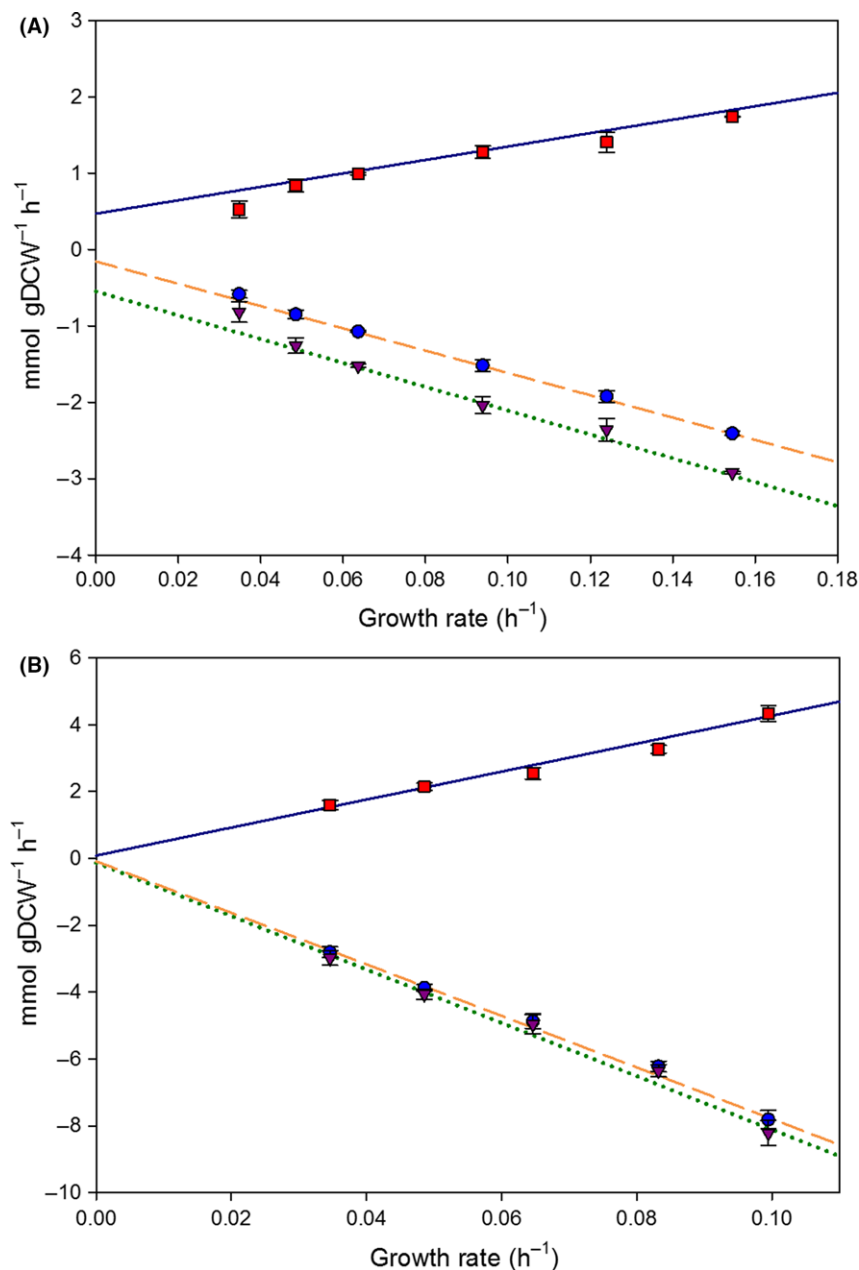 (A)
3
2
1
0
–1
–2
–3
–4
mmol gDCW⁻¹ h⁻¹
0.00 0.02 0.04 0.06 0.08 0.10 0.12 0.14 0.16 0.18
Growth rate (h⁻¹)
(B)
6
4
2
0
–2
–4
–6
–8
–10
mmol gDCW⁻¹ h⁻¹
0.00 0.02 0.04 0.06 0.08 0.10
Growth rate (h⁻¹)